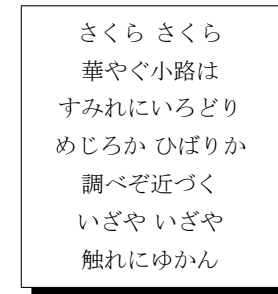 さくら さくら
華やぐ小路は
すみれにいろどり
めじろか ひばりか
調べぞ近づく
いざや いざや
触れにゆかん